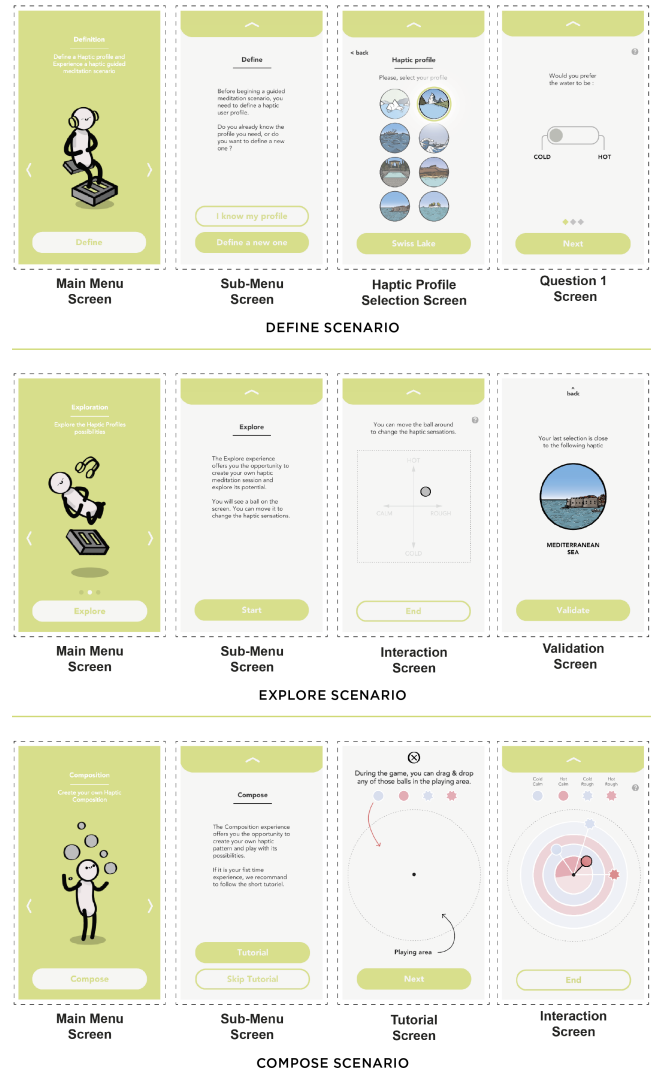 Definition
Define a Haptic profile and
Experience a haptic guided
meditation scenario
Define
Define
Before begining a guided
meditation scenario, you
need to define a haptic
user profile.
Do you already know the
profile you need, or do
you want to define a new
one ?
I know my profile
Define a new one
< back
Haptic profile
Please, select your profile
Swiss Lake
?
Would you prefer
the water to be :
COLD
HOT
Next
Main Menu
Screen
Sub-Menu
Screen
Haptic Profile
Selection Screen
Question 1
Screen
DEFINE SCENARIO
Exploration
Explore the Haptic Profiles
possibilities
Explore
Explore
The Explore experience
offers you the opportunity to
create your own haptic
meditation session and
explore its potential.
You will see a ball on the
screen. You can move it to
change the haptic sensations.
Start
?
You can move the ball around
to change the haptic sensations.
HOT
CALM
ROUGH
COLD
End
back
Your last selection is close
to the following haptic
MEDITERRANEAN
SEA
Validate
Main Menu
Screen
Sub-Menu
Screen
Interaction
Screen
Validation
Screen
EXPLORE SCENARIO
Composition
Create your own Haptic
Composition
Compose
Compose
The Composition experience
offers you the opportunity to
create your own haptic
pattern and play with its
possibilities.
If it is your fist time
experience, we recommand
to follow the short tutoriel.
Tutorial
Skip Tutorial
During the game, you can drag & drop
any of those balls in the playing area.
Playing area
Next
Cold
Calm
Hot
Calm
Cold
Rough
Hot
Rough
?
End
Main Menu
Screen
Sub-Menu
Screen
Tutorial
Screen
Interaction
Screen
COMPOSE SCENARIO